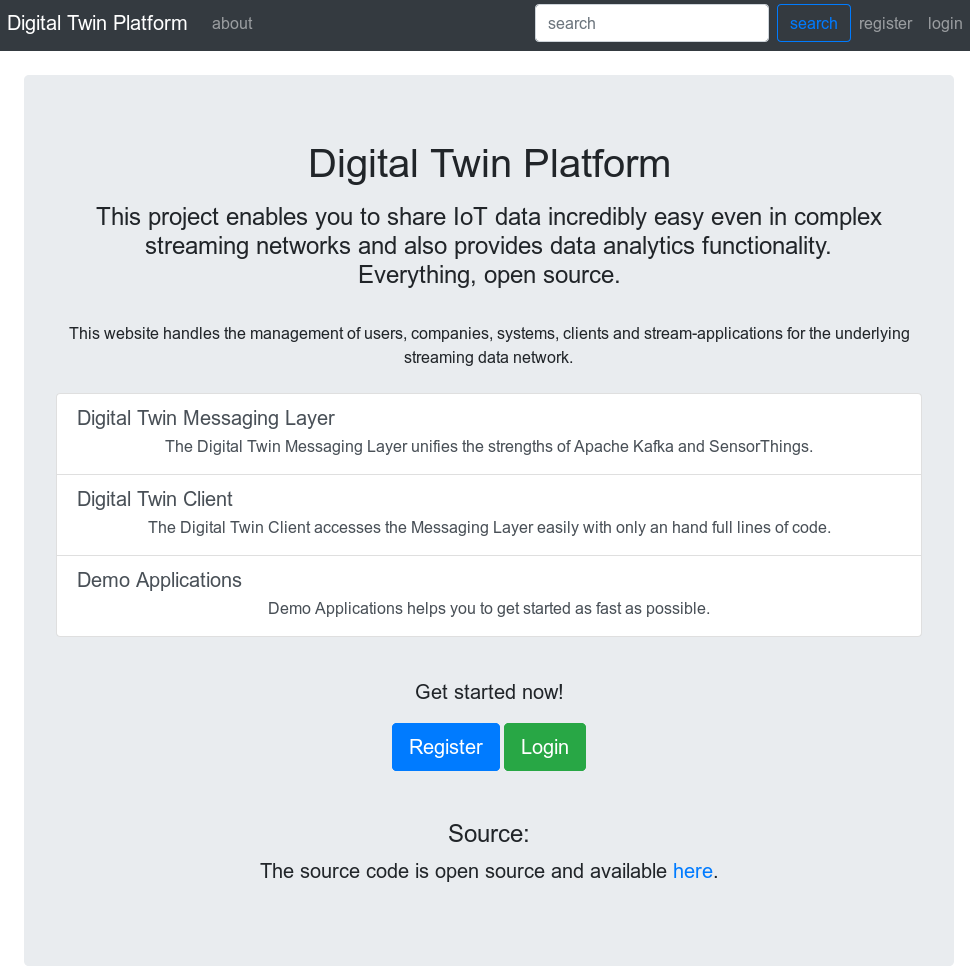 Digital Twin Platform about search search register login
Digital Twin Platform
This project enables you to share IoT data incredibly easy even in complex
streaming networks and also provides data analytics functionality.
Everything, open source.
This website handles the management of users, companies, systems, clients and stream-applications for the underlying
streaming data network.
Digital Twin Messaging Layer
The Digital Twin Messaging Layer unifies the strengths of Apache Kafka and SensorThings.
Digital Twin Client
The Digital Twin Client accesses the Messaging Layer easily with only an hand full lines of code.
Demo Applications
Demo Applications helps you to get started as fast as possible.
Get started now!
Register Login
Source:
The source code is open source and available here.